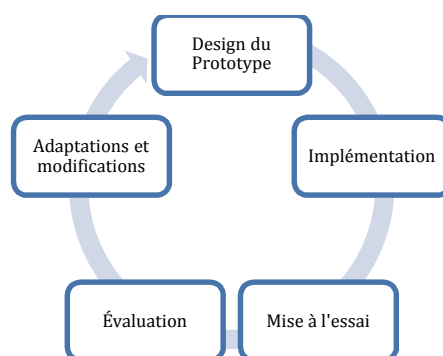 Design du
Prototype
Implémentation
Mise à l'essai
Évaluation
Adaptations et
modifications